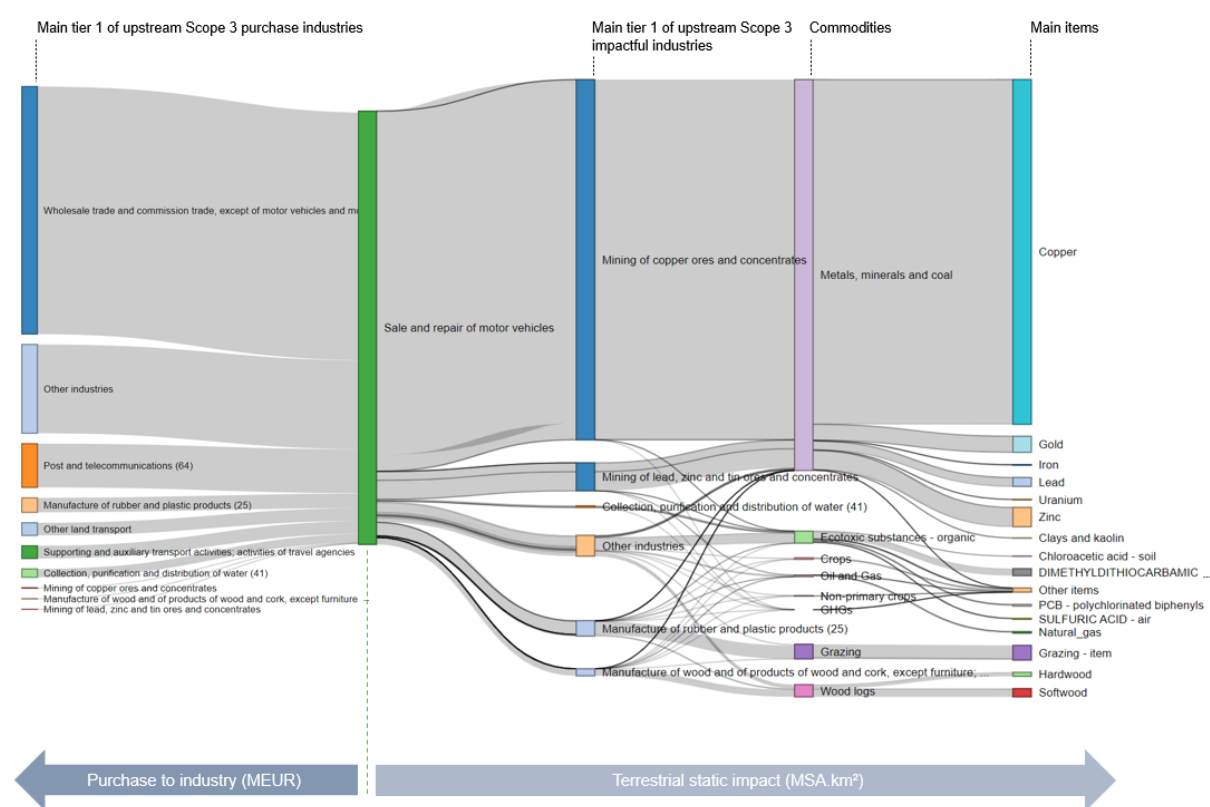 Main tier 1 of upstream Scope 3 purchase industries
Main tier 1 of upstream Scope 3
impactful industries
Commodities
Main items
Wholesale trade and commission trade, except of motor vehicles and mo
Other industries
Post and telecommunications (64)
Manufacture of rubber and plastic products (25)
Other land transport
Supporting and auxiliary transport activities; activities of travel agencies
Collection, purification and distribution of water (41)
Mining of copper ores and concentrates
Manufacture of wood and of products of wood and cork, except furniture ...
Mining of lead, zinc and tin ores and concentrates
Sale and repair of motor vehicles
Mining of copper ores and concentrates
Mining of lead, zinc and tin ores and concentrates
Collection, purification and distribution of water (41)
Other industries
Manufacture of rubber and plastic products (25)
Manufacture of wood and of products of wood and cork, except furniture; ...
Metals, minerals and coal
Ecotoxic substances - organic
Crops
Oil and Gas
Non-primary crops
GHGs
Grazing
Wood logs
Copper
Gold
Iron
Lead
Uranium
Zinc
Clays and kaolin
Chloroacetic acid - soil
DIMETHYLDITHIOCARBAMIC ...
Other items
PCB - polychlorinated biphenyls
SULFURIC ACID - air
Natural_gas
Grazing - item
Hardwood
Softwood
Purchase to industry (MEUR)
Terrestrial static impact (MSA.km²)